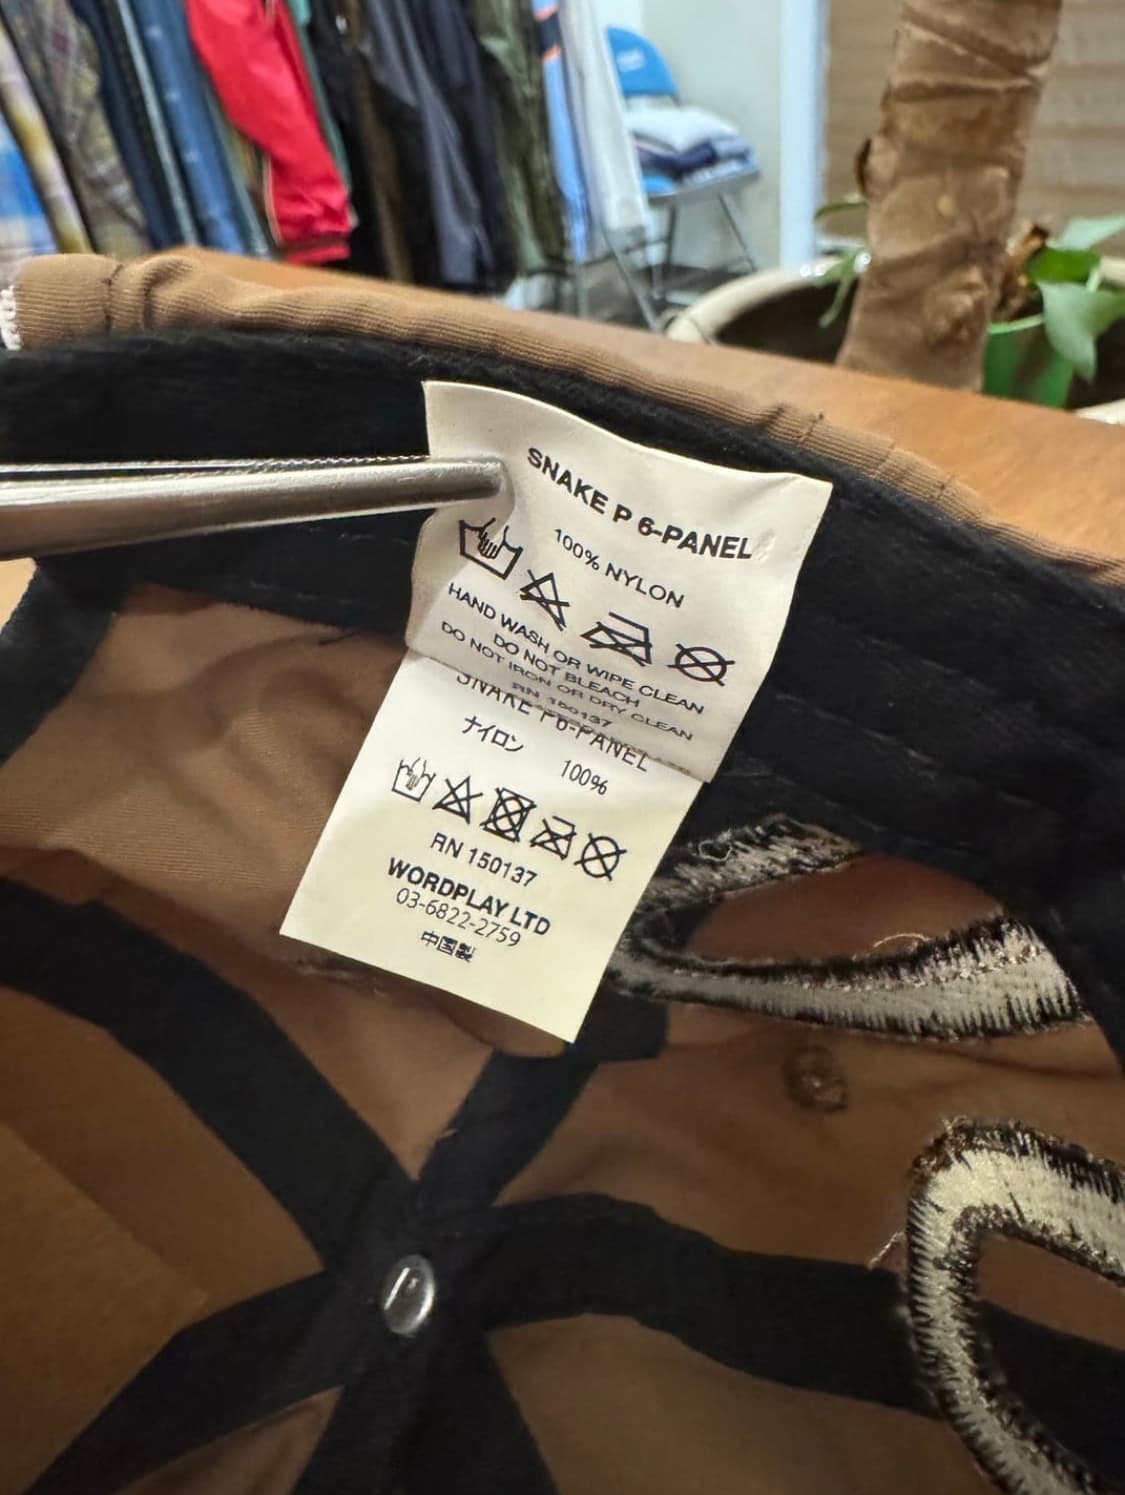 SNAKE P 6-PANEL
100% NYLON
HAND WASH OR WIPE CLEAN
DO NOT BLEACH
DO NOT IRON OR DRY CLEAN
RN 150137
SNAKE P 6-PANEL
ナイロン 100%
RN 150137
WORDPLAY LTD
03-6822-2759
中国製